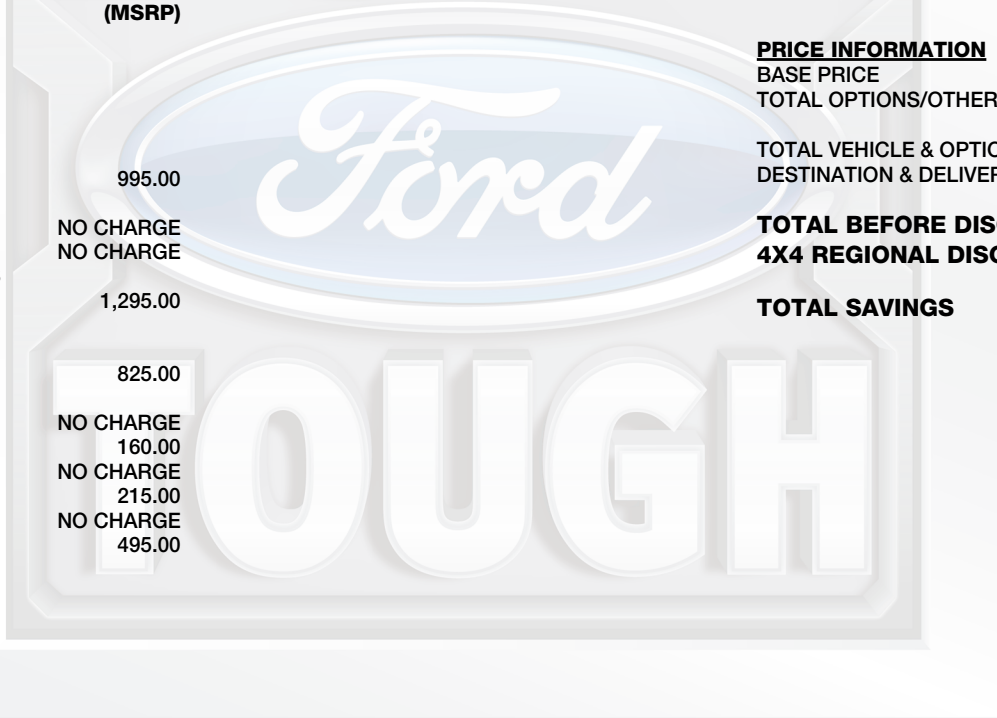 (MSRP)
995.00
NO CHARGE
NO CHARGE
1,295.00
825.00
NO CHARGE
160.00
NO CHARGE
215.00
NO CHARGE
495.00
PRICE INFORMATION
BASE PRICE
TOTAL OPTIONS/OTHER
TOTAL VEHICLE & OPTIO
DESTINATION & DELIVER
TOTAL BEFORE DISC
4X4 REGIONAL DISC
TOTAL SAVINGS
Ford
TOUGH